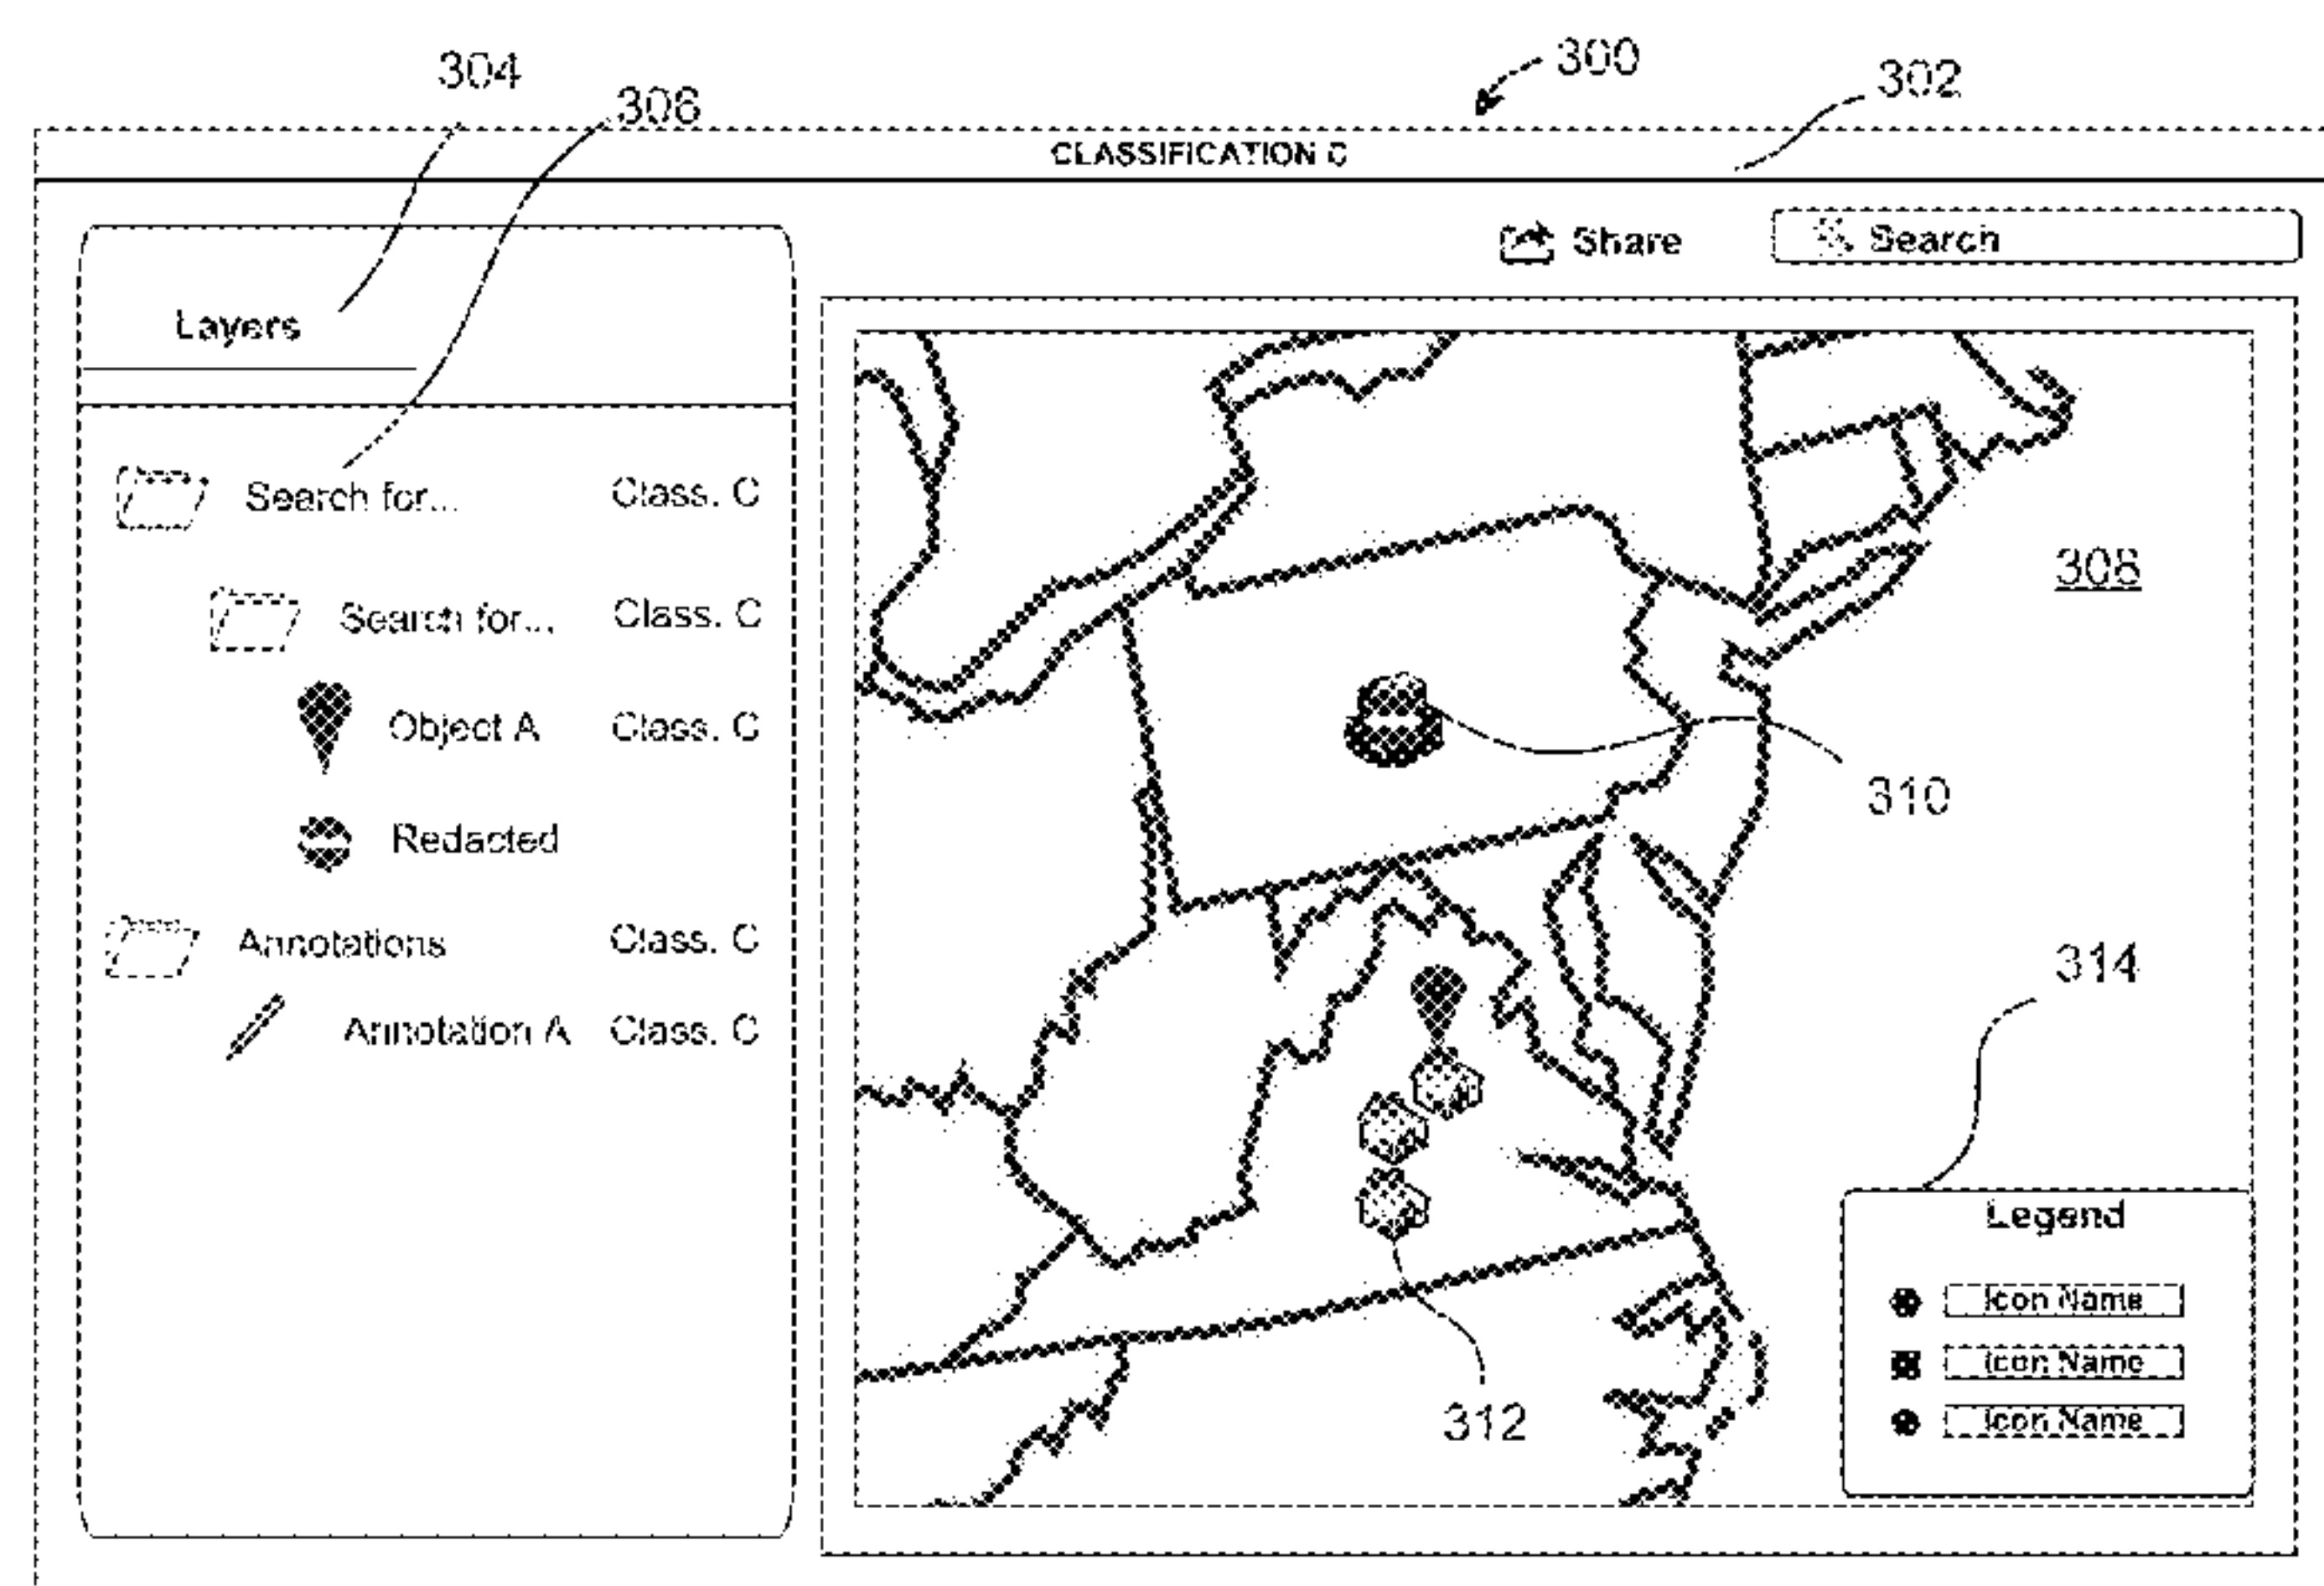 300
304
302
306
CLASSIFICATION C
Share
Search
Layers
Search for...
Class. C
308
Search for...
Class. C
Object A
Class. C
310
Redacted
Annotations
Class. C
314
Annotation A
Class. C
Legend
Icon Name
Icon Name
Icon Name
312